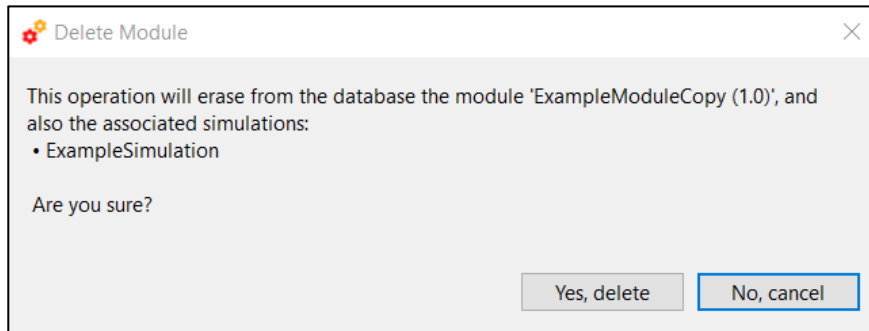 Delete Module
This operation will erase from the database the module 'ExampleModuleCopy (1.0)', and
also the associated simulations:
• ExampleSimulation
Are you sure?
Yes, delete
No, cancel